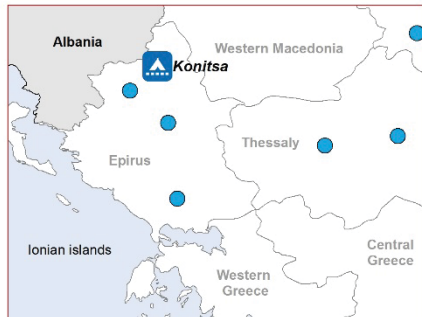 Albania
Western Macedonia
Konitsa
Thessaly
Epirus
Ionian islands
Central
Greece
Western
Greece